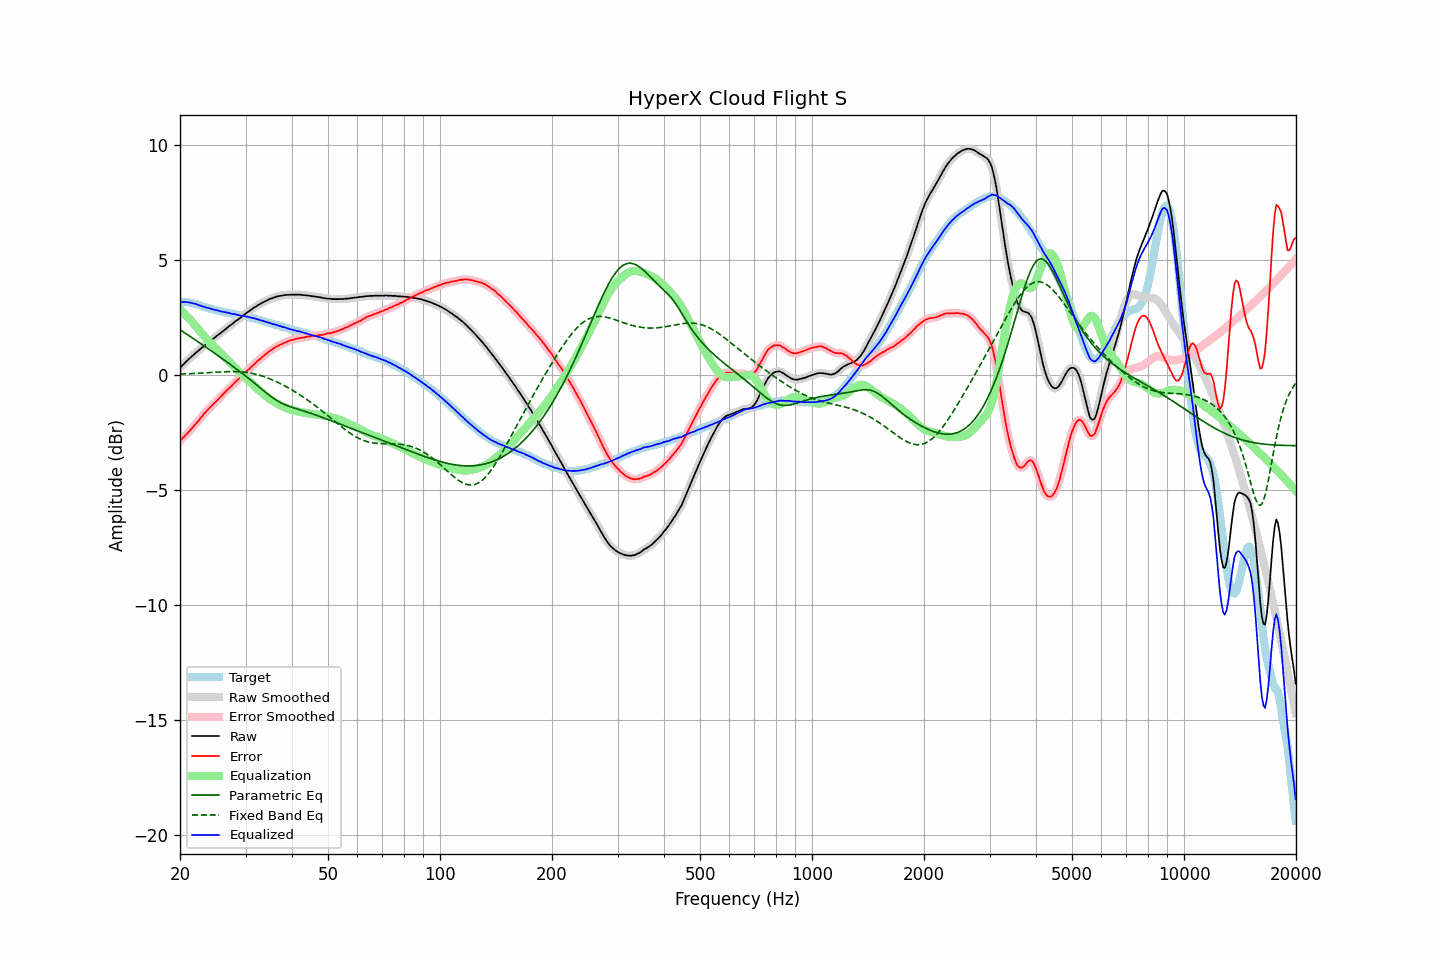 HyperX Cloud Flight S
Amplitude (dBr)
10
5
0
−5
−10
−15
−20
Target
Raw Smoothed
Error Smoothed
Raw
Error
Equalization
Parametric Eq
Fixed Band Eq
Equalized
20 50 100 200 500 1000 2000 5000 10000 20000
Frequency (Hz)